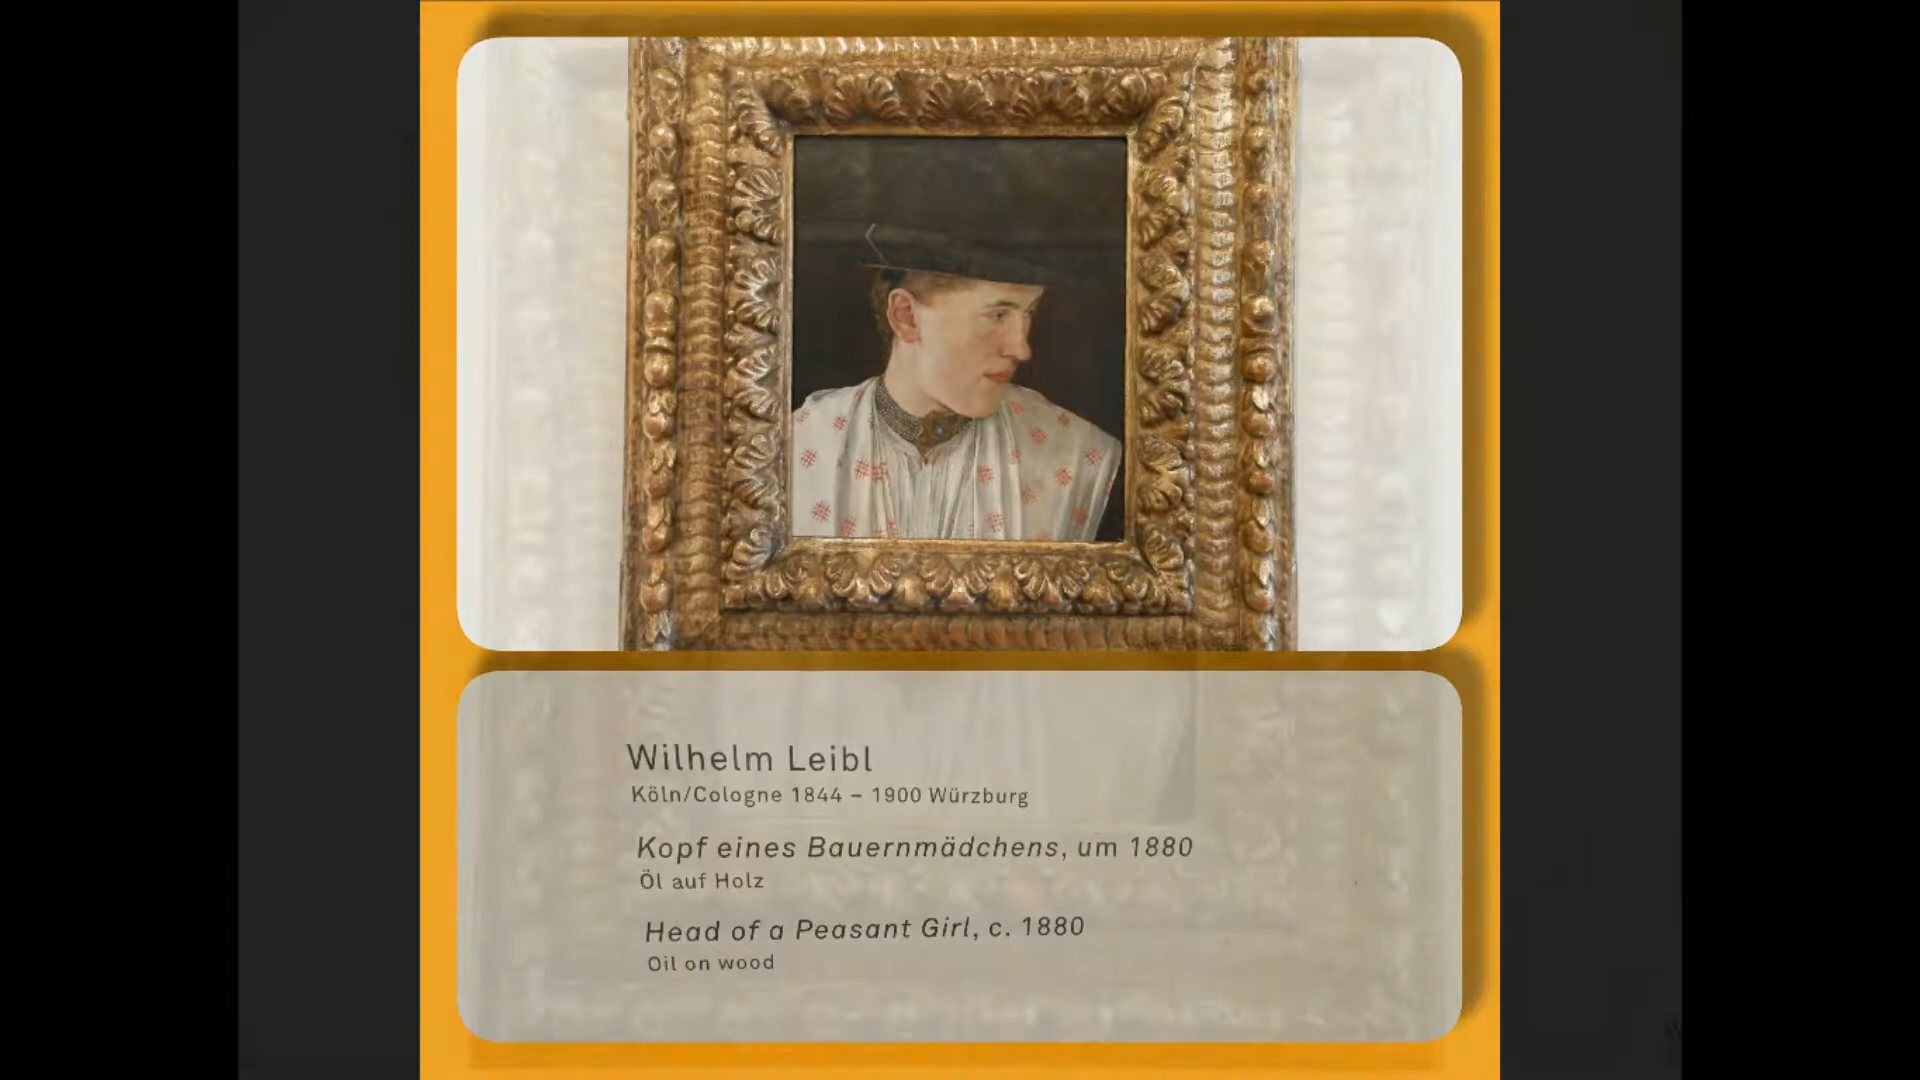 Wilhelm Leibl
Köln/Cologne 1844 – 1900 Würzburg
Kopf eines Bauernmädchens, um 1880
Öl auf Holz
Head of a Peasant Girl, c. 1880
Oil on wood